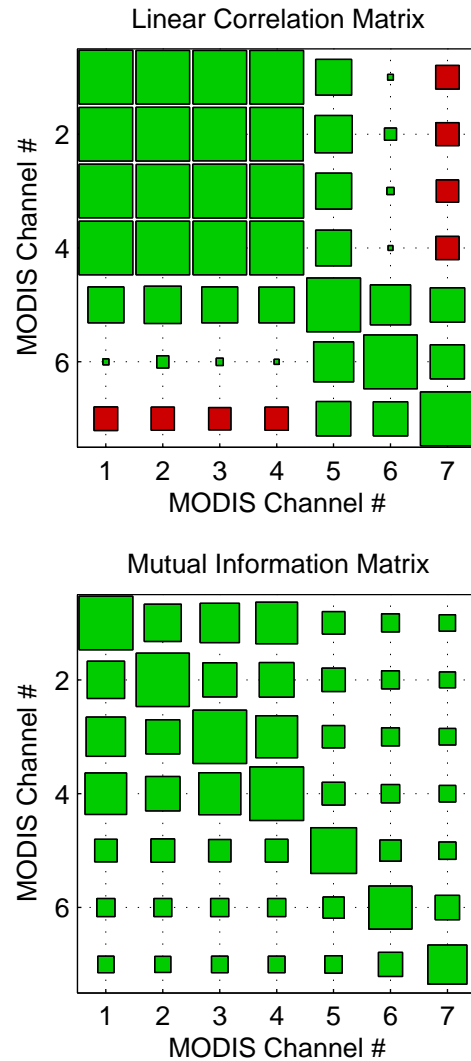 Linear Correlation Matrix
MODIS Channel #
2
4
6
1 2 3 4 5 6 7
MODIS Channel #
Mutual Information Matrix
MODIS Channel #
2
4
6
1 2 3 4 5 6 7
MODIS Channel #